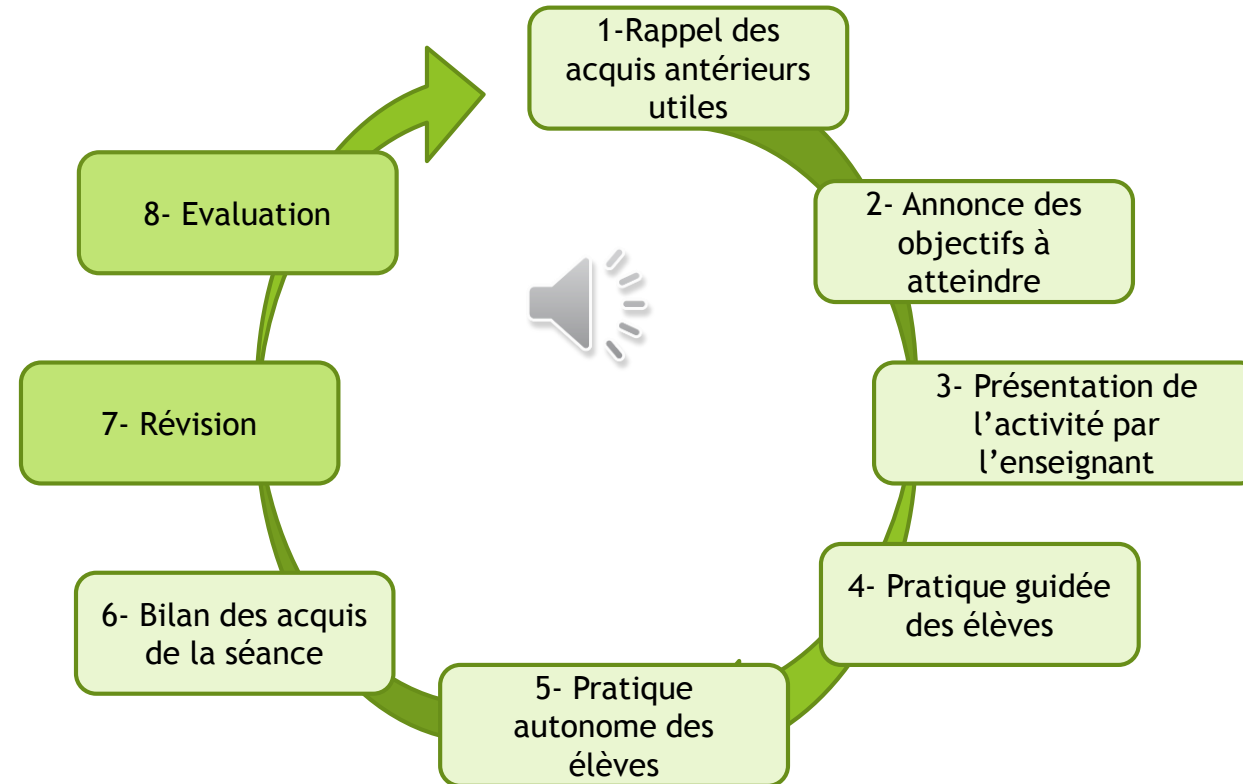 1-Rappel des
acquis antérieurs
utiles
2- Annonce des
objectifs à
atteindre
3- Présentation de
l’activité par
l’enseignant
4- Pratique guidée
des élèves
5- Pratique
autonome des
élèves
6- Bilan des acquis
de la séance
7- Révision
8- Evaluation